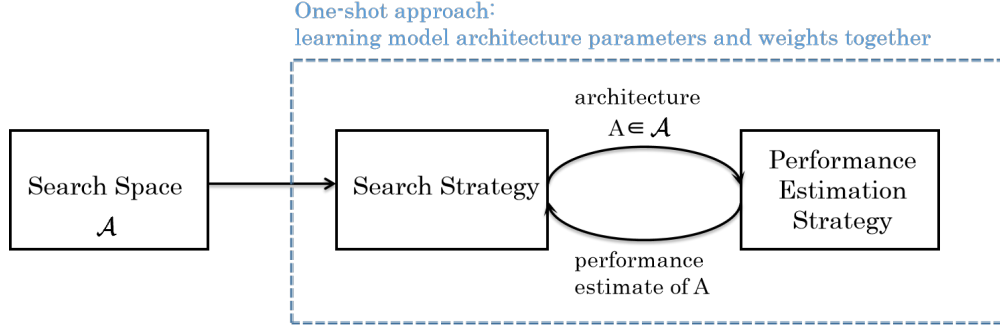 One-shot approach:
learning model architecture parameters and weights together
architecture
A∈ 𝒜
Search Space
𝒜
Search Strategy
Performance
Estimation
Strategy
performance
estimate of A